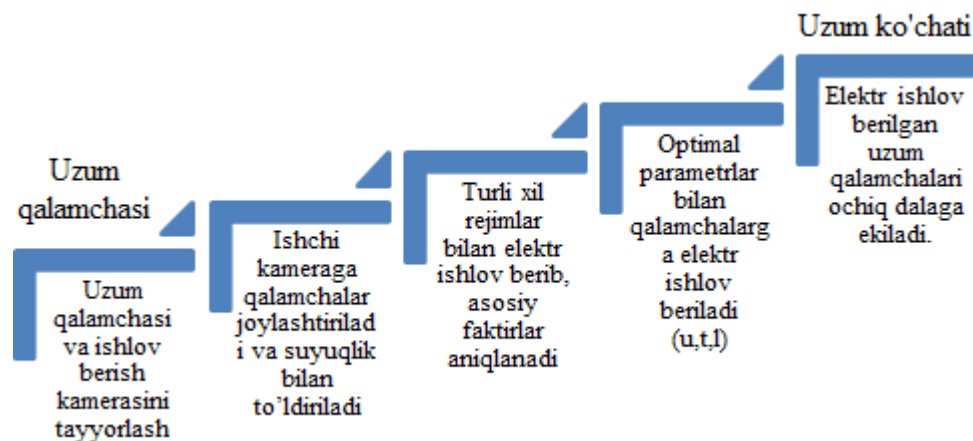 Uzum
qalamchasi
Uzum
qalamchasi
va ishlov
berish
kamerasini
tayyorlash
Ishchi
kameraga
qalamchalar
joylashtirilad
i va suyuqlik
bilan
to’ldiriladi
Turli xil
rejimlar
bilan elektr
ishlov berib,
asosiy
faktirlar
aniqlanadi
Optimal
parametrlar
bilan
qalamchalarg
a elektr
ishlov
beriladi
(u,t,l)
Uzum ko'chati
Elektr ishlov
berilgan
uzum
qalamchalari
ochiq dalaga
ekiladi.